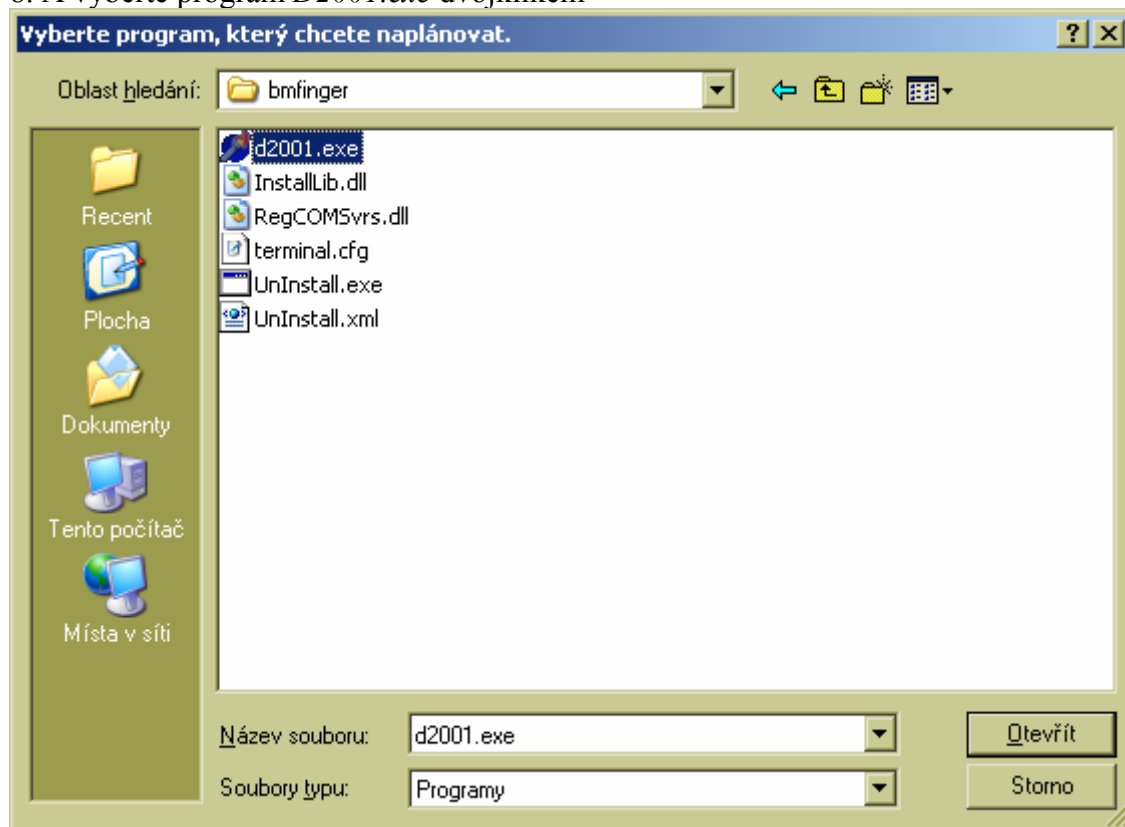 Vyberte program, který chcete naplánovat.
Oblast hledání: bmfinger
d2001.exe
InstallLib.dll
RegCOMSvrs.dll
terminal.cfg
UnInstall.exe
UnInstall.xml
Recent
Plocha
Dokumenty
Tento počítač
Místa v síti
Název souboru: d2001.exe Otevřít
Soubory typu: Programy Storno